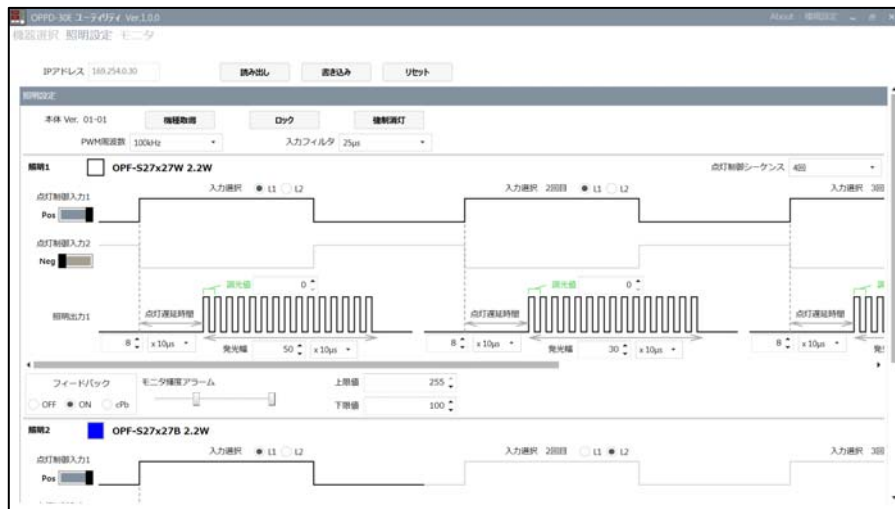 OPPD-30E ユーティリティ Ver.1.0.0 About 環境設定
機器選択 照明設定 モニタ
IPアドレス 169.254.0.30 読み出し 書き込み リセット
照明設定
本体 Ver. 01-01 機種取得 ロック 強制消灯
PWM周波数 100kHz 入力フィルタ 25μs
照明1 OPF-S27x27W 2.2W 点灯制御シーケンス 4回
入力選択 L1 L2 入力選択 2回目 L1 L2 入力選択 3回
点灯制御入力1
Pos
点灯制御入力2
Neg
調光値 0 調光値 0
照明出力1 点灯遅延時間 点灯遅延時間 点灯遅延時間
8 x 10μs 発光幅 50 x 10μs 8 x 10μs 発光幅 30 x 10μs 8 x 10μs
フィードバック モニタ輝度アラーム 上限値 255
OFF ON cPb 下限値 100
照明2 OPF-S27x27B 2.2W
入力選択 L1 L2 入力選択 2回目 L1 L2 入力選択 3回
点灯制御入力1
Pos